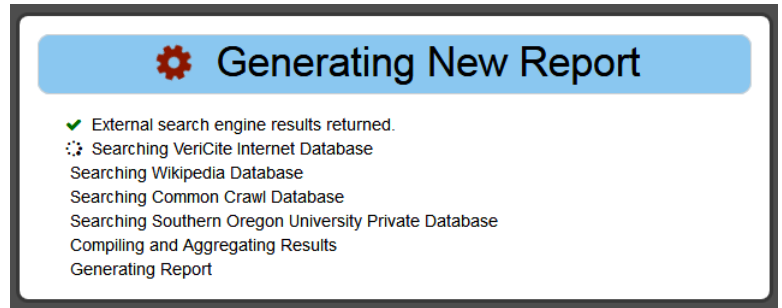 Generating New Report
External search engine results returned.
Searching VeriCite Internet Database
Searching Wikipedia Database
Searching Common Crawl Database
Searching Southern Oregon University Private Database
Compiling and Aggregating Results
Generating Report